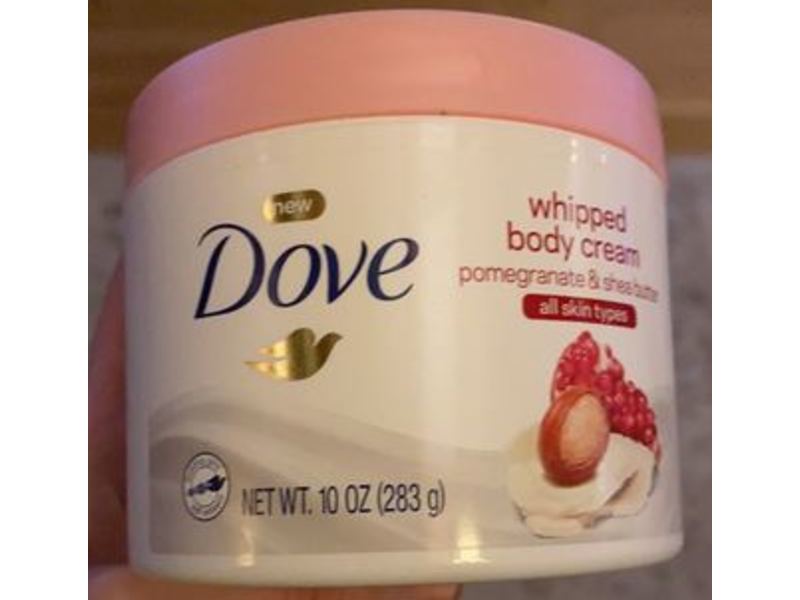 new
Dove
whipped
body cream
pomegranate & shea butter
all skin types
NET WT. 10 OZ (283 g)